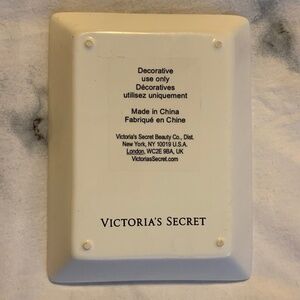 Decorative
use only
Décoratives
utilisez uniquement
Made in China
Fabriqué en Chine
Victoria's Secret Beauty Co., Dist.
New York, NY 10019 U.S.A.
London, WC2E 9BA, UK
VictoriasSecret.com
VICTORIA'S SECRET